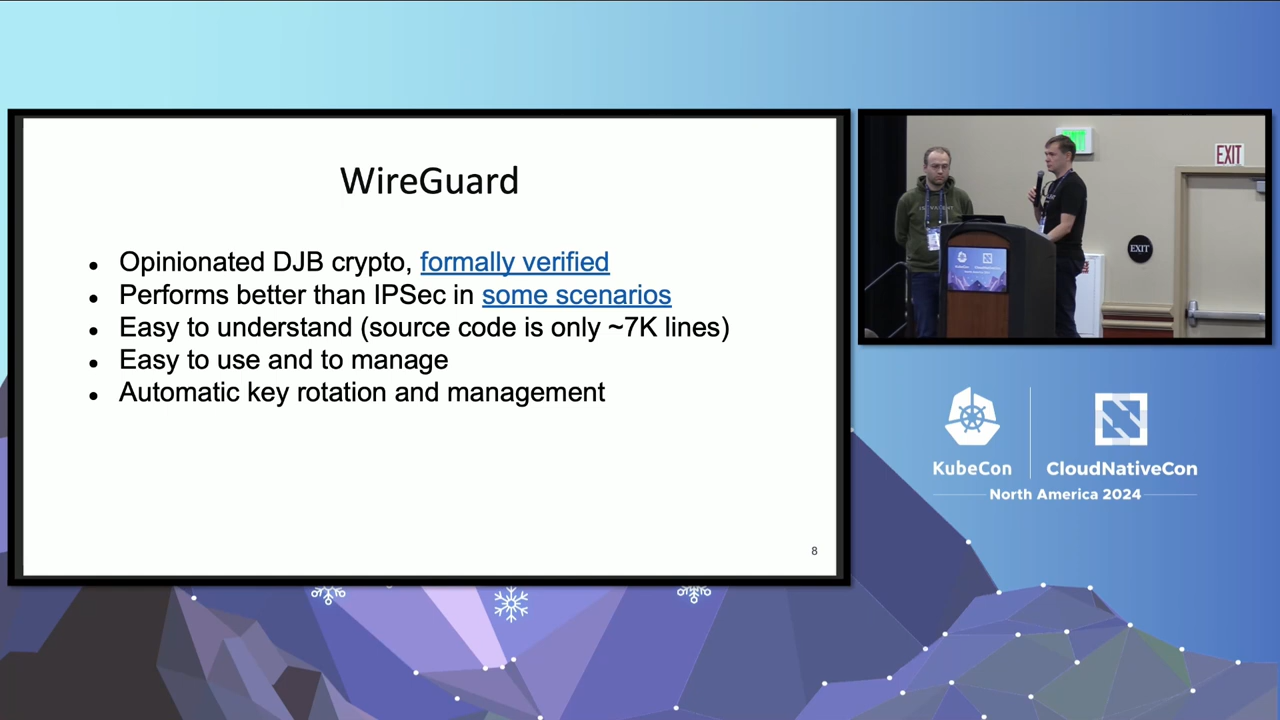 WireGuard
Opinionated DJB crypto, formally verified
Performs better than IPSec in some scenarios
Easy to understand (source code is only ~7K lines)
Easy to use and to manage
Automatic key rotation and management
8
EXIT
EXIT
KubeCon
CloudNativeCon
North America 2024